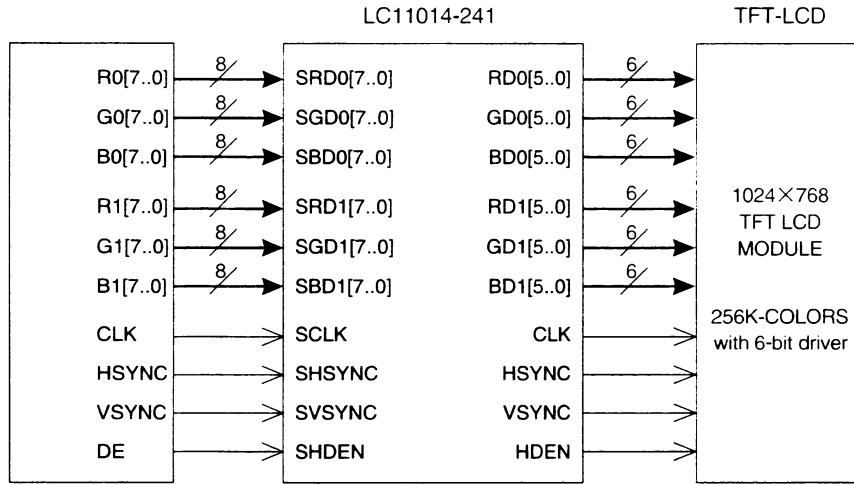 LC11014-241
TFT-LCD
R0[7..0] 8 SRD0[7..0] RD0[5..0] 6
G0[7..0] 8 SGD0[7..0] GD0[5..0] 6
B0[7..0] 8 SBD0[7..0] BD0[5..0] 6
R1[7..0] 8 SRD1[7..0] RD1[5..0] 6
G1[7..0] 8 SGD1[7..0] GD1[5..0] 6
B1[7..0] 8 SBD1[7..0] BD1[5..0] 6
CLK SCLK CLK
HSYNC SHSYNC HSYNC
VSYNC SVSYNC VSYNC
DE SHDEN HDEN
1024×768
TFT LCD
MODULE
256K-COLORS
with 6-bit driver